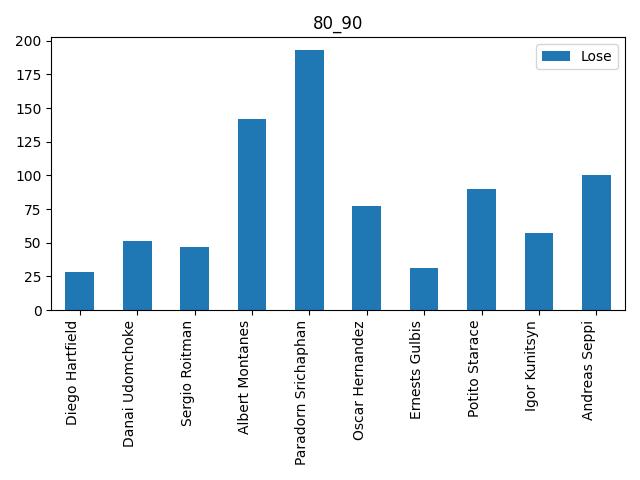 80_90
Lose
200
175
150
125
100
75
50
25
0
Diego Hartfield
Danai Udomchoke
Sergio Roitman
Albert Montanes
Paradorn Srichaphan
Oscar Hernandez
Ernests Gulbis
Potito Starace
Igor Kunitsyn
Andreas Seppi